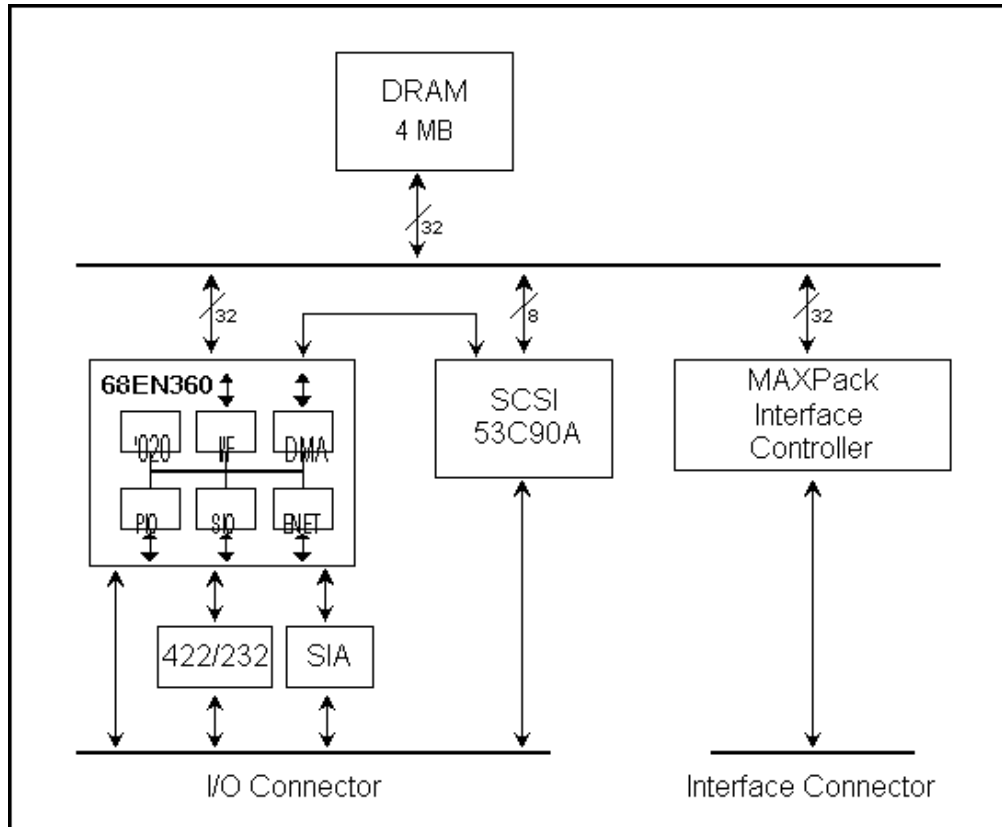 DRAM
4 MB
32
32
8
32
68EN360
'020
I/F
DMA
PIO
SIO
ENET
SCSI
53C90A
MAXPack
Interface
Controller
422/232
SIA
I/O Connector
Interface Connector